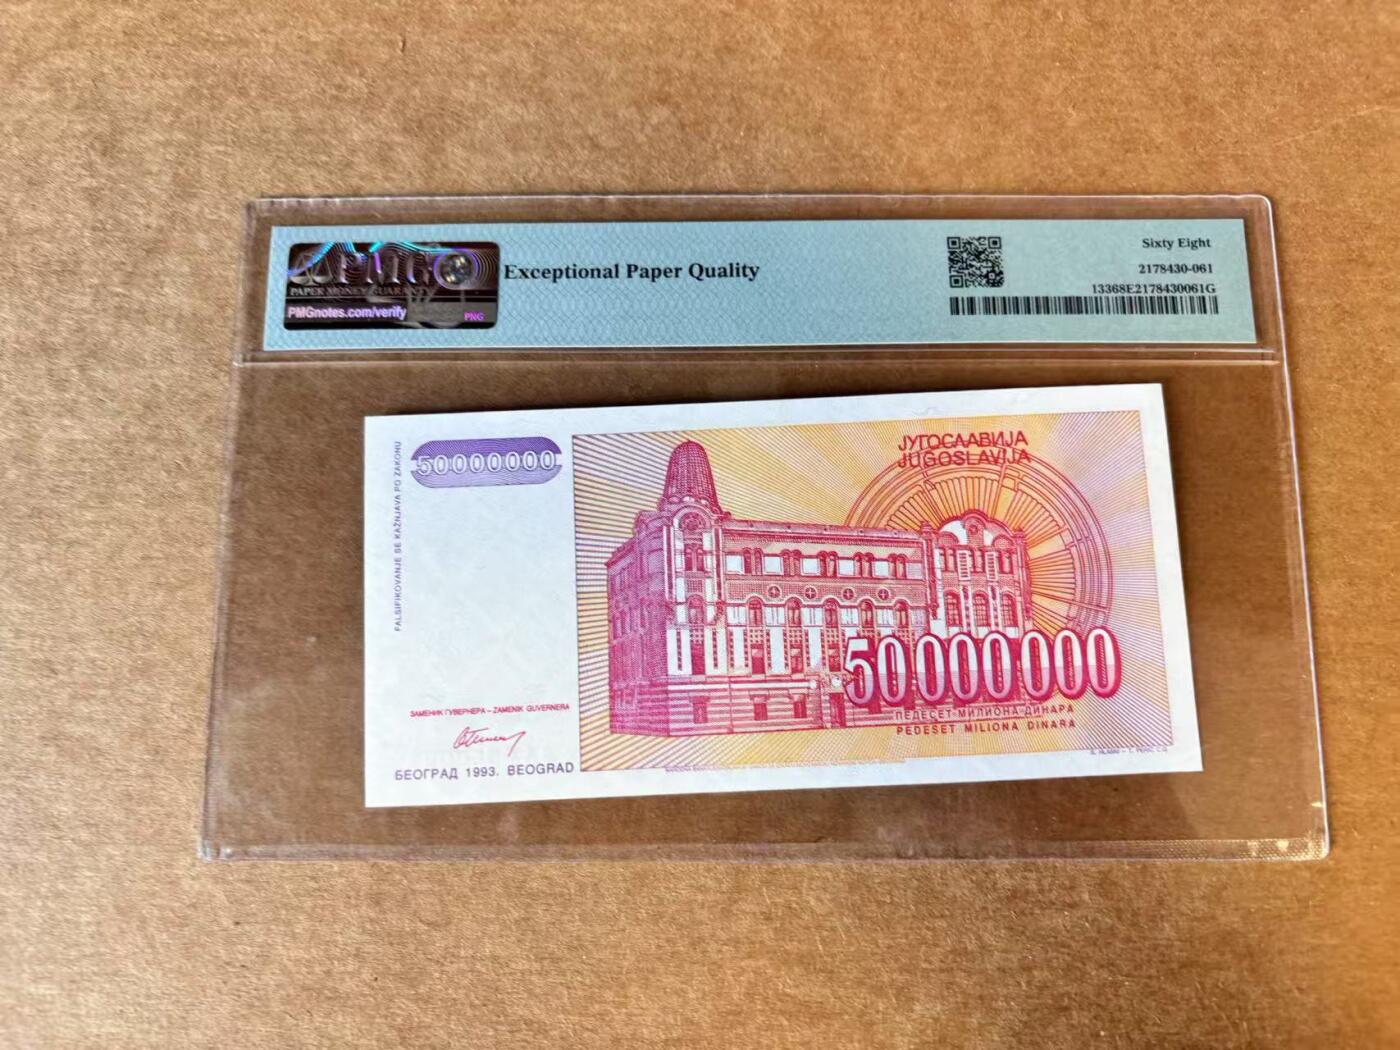 PMG
PAPER MONEY GUARANTY
PMGnotes.com/verify
PNG
Exceptional Paper Quality
Sixty Eight
2178430-061
13368E2178430061G
50000000
FALSIFIKOVANJE SE KAŽNJAVA PO ZAKONU
ЈУГОСЛАВИЈА
JUGOSLAVIJA
50000000
ПЕДЕСЕТ МИЛИОНА ДИНАРА
PEDESET MILIONA DINARA
ЗАМЕНИК ГУВЕРНЕРА – ZAMENIK GUVERNERA
БЕОГРАД 1993. BEOGRAD